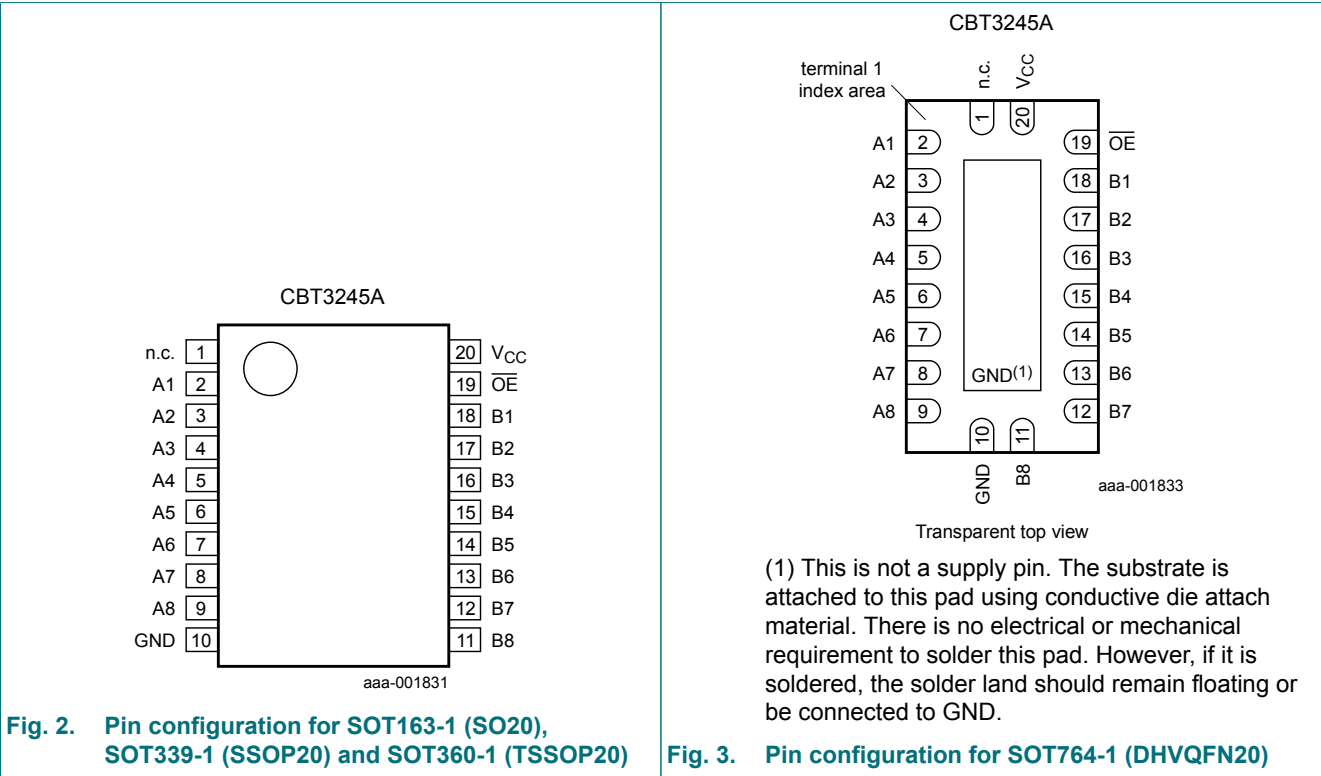 CBT3245A
n.c. 1 20 VCC
A1 2 19 OE
A2 3 18 B1
A3 4 17 B2
A4 5 16 B3
A5 6 15 B4
A6 7 14 B5
A7 8 13 B6
A8 9 12 B7
GND 10 11 B8
aaa-001831
Fig. 2. Pin configuration for SOT163-1 (SO20),
SOT339-1 (SSOP20) and SOT360-1 (TSSOP20)
CBT3245A
terminal 1
index area
n.c. VCC
1 20
A1 2 19 OE
A2 3 18 B1
A3 4 17 B2
A4 5 16 B3
A5 6 15 B4
A6 7 14 B5
A7 8 GND(1) 13 B6
A8 9 12 B7
10 11
GND B8
aaa-001833
Transparent top view
(1) This is not a supply pin. The substrate is
attached to this pad using conductive die attach
material. There is no electrical or mechanical
requirement to solder this pad. However, if it is
soldered, the solder land should remain floating or
be connected to GND.
Fig. 3. Pin configuration for SOT764-1 (DHVQFN20)